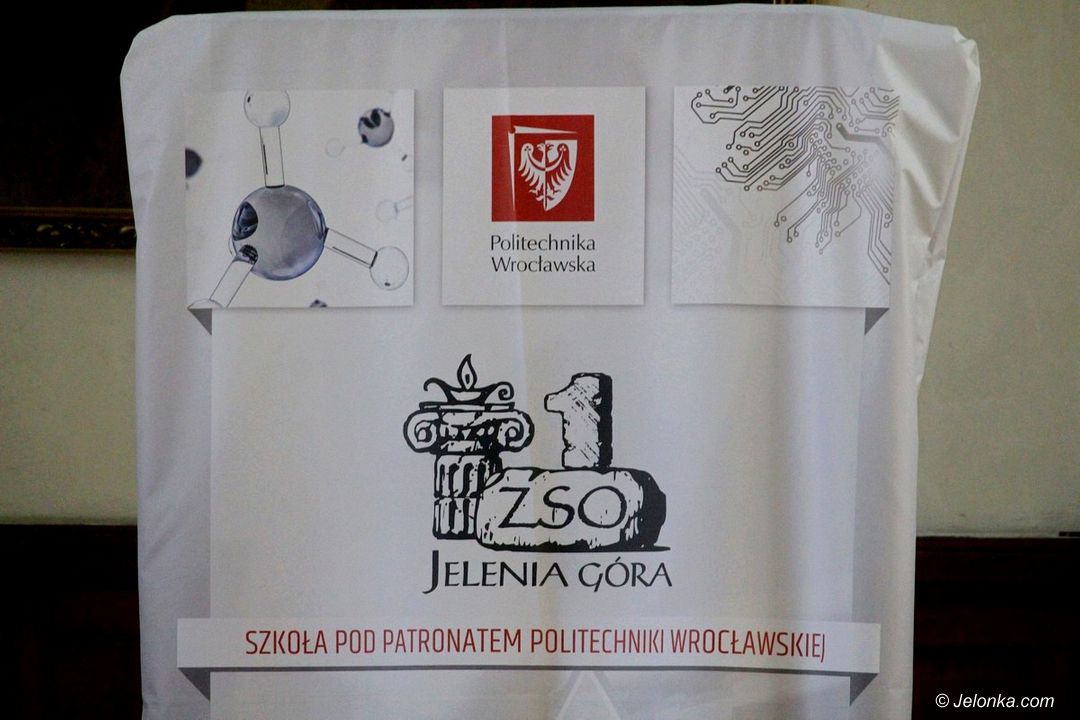 Politechnika
Wrocławska
1
ZSO
JELENIA GÓRA
SZKOŁA POD PATRONATEM POLITECHNIKI WROCŁAWSKIEJ
© Jelonka.com